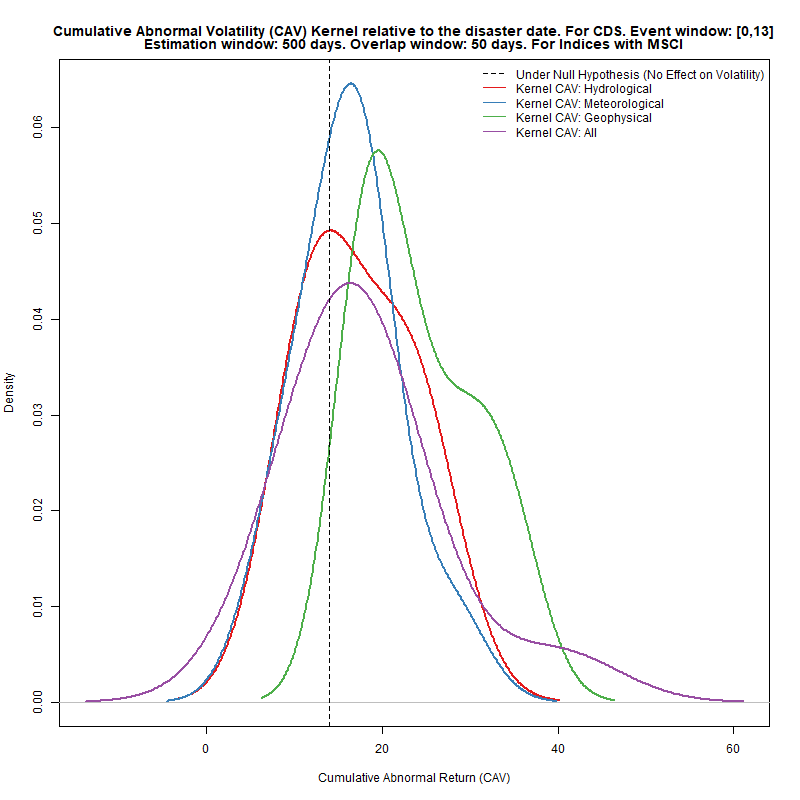 Cumulative Abnormal Volatility (CAV) Kernel relative to the disaster date. For CDS. Event window: [0,13]
Estimation window: 500 days. Overlap window: 50 days. For Indices with MSCI
Under Null Hypothesis (No Effect on Volatility)
Kernel CAV: Hydrological
Kernel CAV: Meteorological
Kernel CAV: Geophysical
Kernel CAV: All
Density
0.06
0.05
0.04
0.03
0.02
0.01
0.00
0 20 40 60
Cumulative Abnormal Return (CAV)